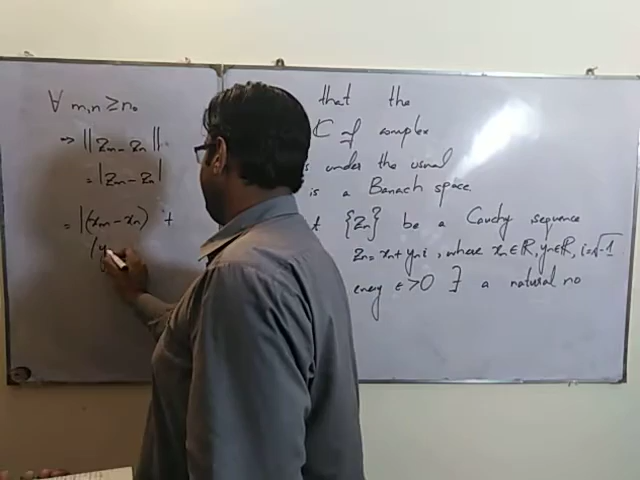 ∀ m,n ≥ n₀
⇒ ||Zm - Zn||
= |Zm - Zn|
= |(xm - xn) +
(y
that the
C of complex
under the usual
is a Banach space
{Zn} be a Cauchy sequence
Zn = xn + yn i, where xn ∈ ℝ, yn ∈ ℝ, i = √-1
every ε > 0 ∃ a natural no